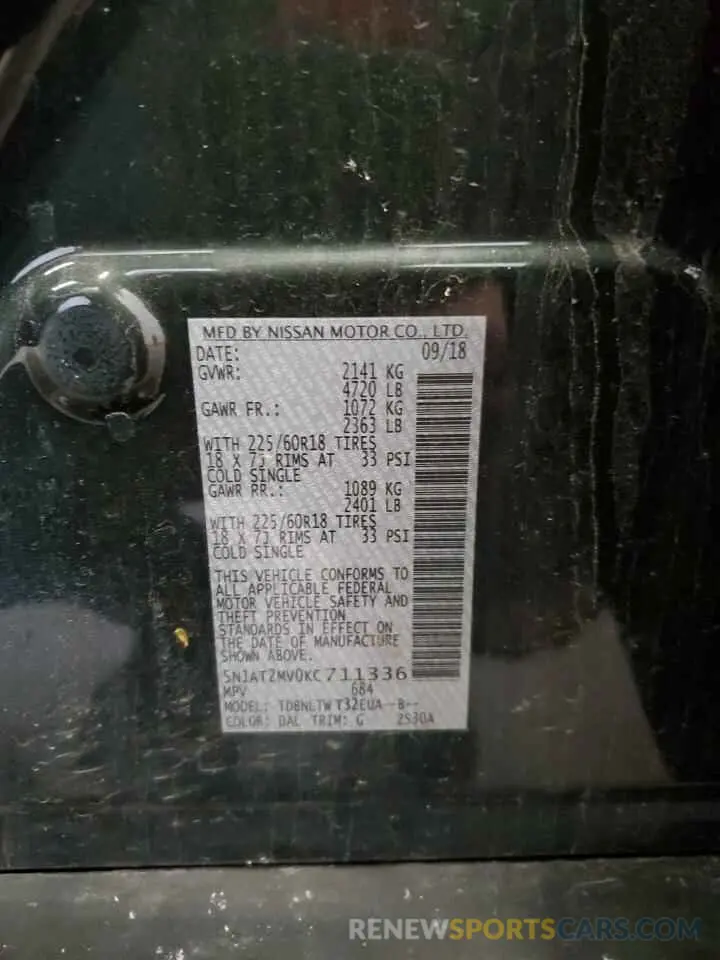 MFD BY NISSAN MOTOR CO., LTD.
DATE: 09/18
GVWR: 2141 KG
4720 LB
GAWR FR.: 1072 KG
2363 LB
WITH 225/60R18 TIRES
18 X 7J RIMS AT 33 PSI
COLD SINGLE
GAWR RR.: 1089 KG
2401 LB
WITH 225/60R18 TIRES
18 X 7J RIMS AT 33 PSI
COLD SINGLE
THIS VEHICLE CONFORMS TO
ALL APPLICABLE FEDERAL
MOTOR VEHICLE SAFETY AND
THEFT PREVENTION
STANDARDS IN EFFECT ON
THE DATE OF MANUFACTURE
SHOWN ABOVE.
5N1AT2MV0KC711336
MPV 684
MODEL: TDBNLTW T32EUA--B--
COLOR: DAL TRIM: G 2S30A
RENEWSPORTSCARS.COM